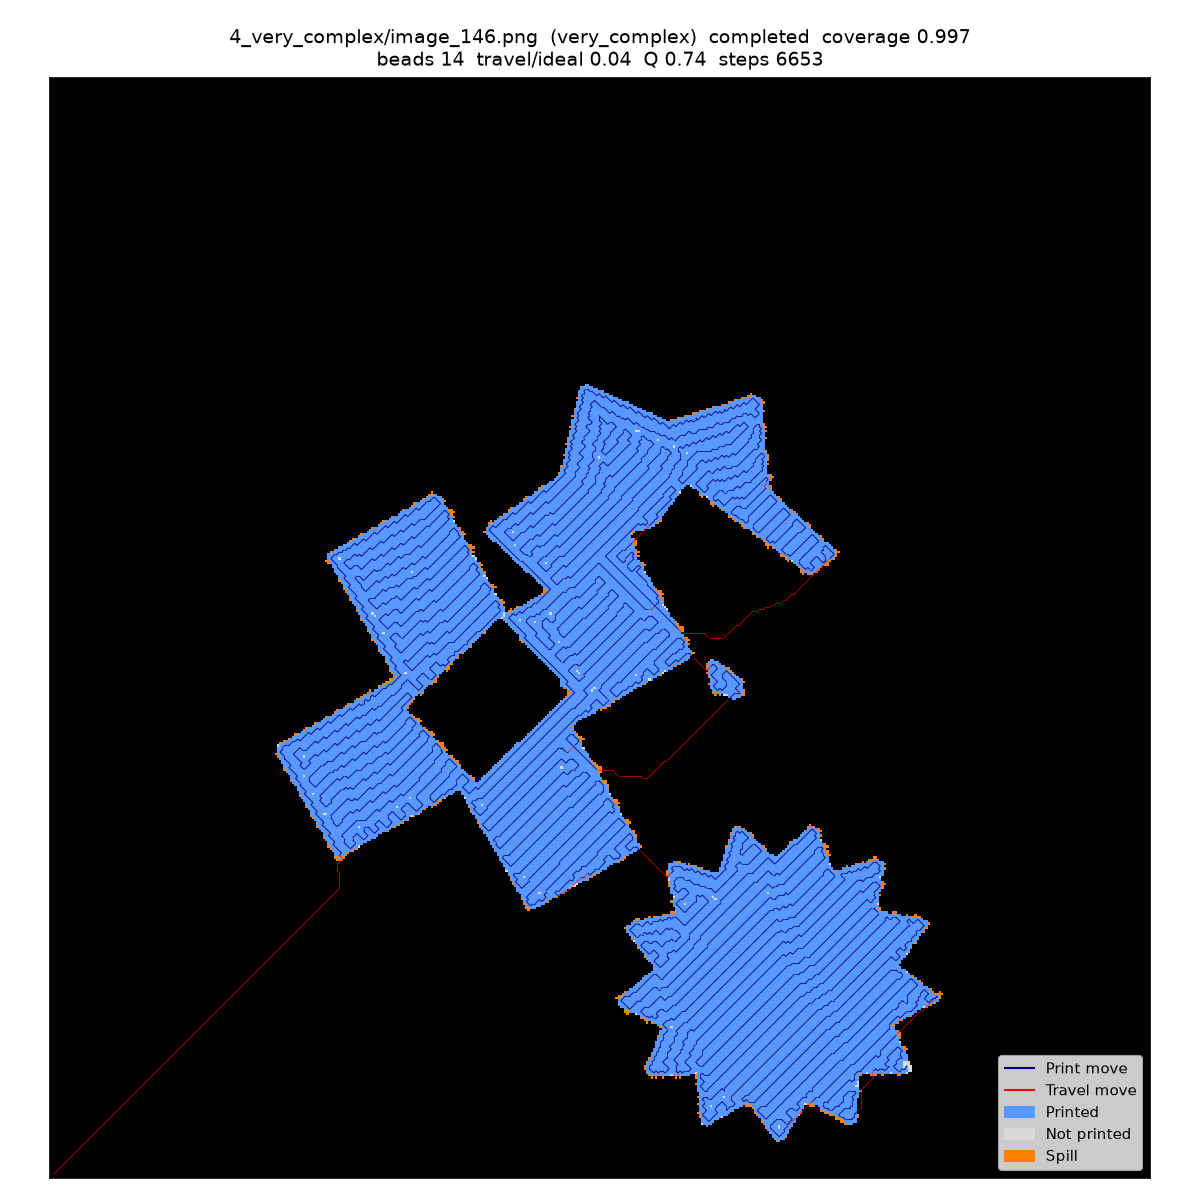 4_very_complex/image_146.png  (very_complex)  completed  coverage 0.997
beads 14  travel/ideal 0.04  Q 0.74  steps 6653
Print move
Travel move
Printed
Not printed
Spill